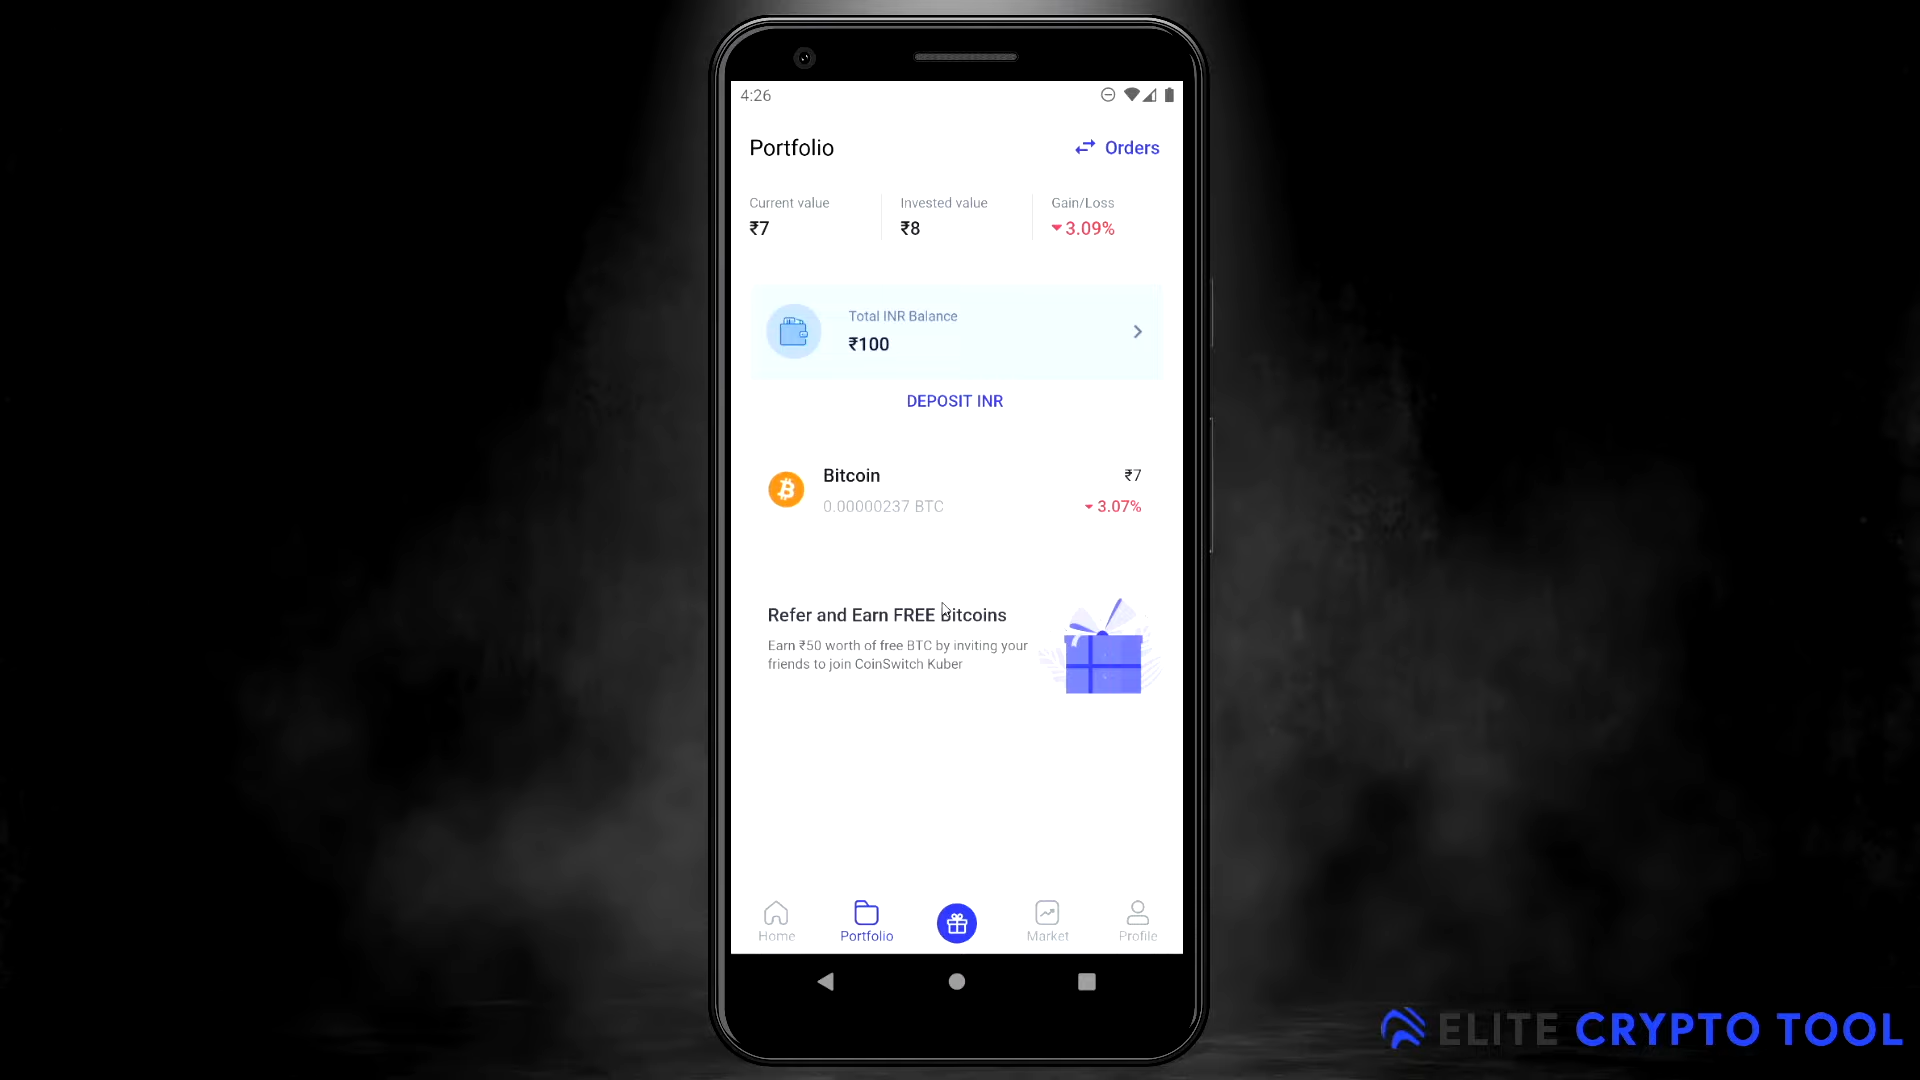 4:26
Portfolio
Orders
Current value
Invested value
Gain/Loss
₹7
₹8
3.09%
Total INR Balance
₹100
DEPOSIT INR
Bitcoin
₹7
0.00000237 BTC
3.07%
Refer and Earn FREE Bitcoins
Earn ₹50 worth of free BTC by inviting your
friends to join CoinSwitch Kuber
Home
Portfolio
Market
Profile
ELITE CRYPTO TOOL